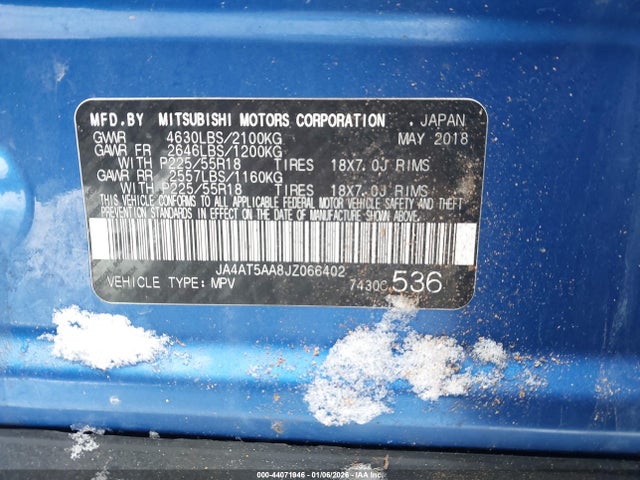 MFD.BY MITSUBISHI MOTORS CORPORATION . JAPAN
GVWR 4630LBS/2100KG MAY 2018
GAWR FR 2646LBS/1200KG
WITH P225/55R18 TIRES 18X7.0J RIMS
GAWR RR 2557LBS/1160KG
WITH P225/55R18 TIRES 18X7.0J RIMS
THIS VEHICLE CONFORMS TO ALL APPLICABLE FEDERAL MOTOR VEHICLE SAFETY AND THEFT
PREVENTION STANDARDS IN EFFECT ON THE DATE OF MANUFACTURE SHOWN ABOVE.
JA4AT5AA8JZ066402
VEHICLE TYPE: MPV 7430C 536
000-44071946 01/06/2026 IAA Inc.